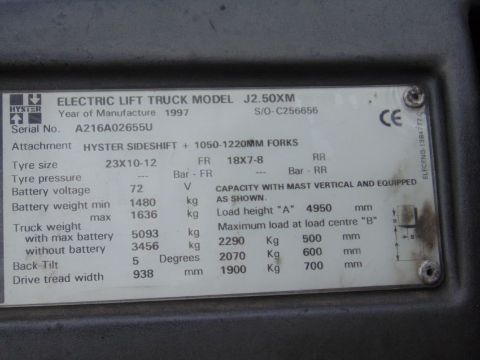 HYSTER
ELECTRIC LIFT TRUCK MODEL J2.50XM
Year of Manufacture 1997 S/O-C256656
Serial No. A216A02655U
Attachment HYSTER SIDESHIFT + 1050-1220MM FORKS
Tyre size 23X10-12 FR 18X7-8 RR
Tyre pressure --- Bar - FR --- Bar - RR
Battery voltage 72 V
Battery weight min 1480 kg
max 1636 kg
Truck weight
with max battery 5093 kg
without battery 3456 kg
Back Tilt 5 Degrees
Drive tread width 938 mm
CAPACITY WITH MAST VERTICAL AND EQUIPPED
AS SHOWN.
Load height "A" 4950 mm
Maximum load at load centre "B"
2290 Kg 500 mm
2070 Kg 600 mm
1900 Kg 700 mm
CE